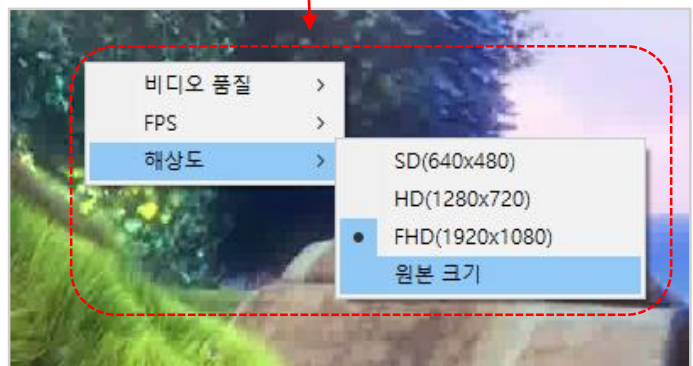 비디오 품질
FPS
해상도
SD(640x480)
HD(1280x720)
FHD(1920x1080)
원본 크기